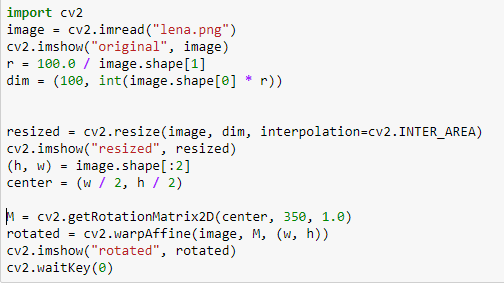 import cv2
image = cv2.imread("lena.png")
cv2.imshow("original", image)
r = 100.0 / image.shape[1]
dim = (100, int(image.shape[0] * r))
resized = cv2.resize(image, dim, interpolation=cv2.INTER_AREA)
cv2.imshow("resized", resized)
(h, w) = image.shape[:2]
center = (w / 2, h / 2)
M = cv2.getRotationMatrix2D(center, 350, 1.0)
rotated = cv2.warpAffine(image, M, (w, h))
cv2.imshow("rotated", rotated)
cv2.waitKey(0)